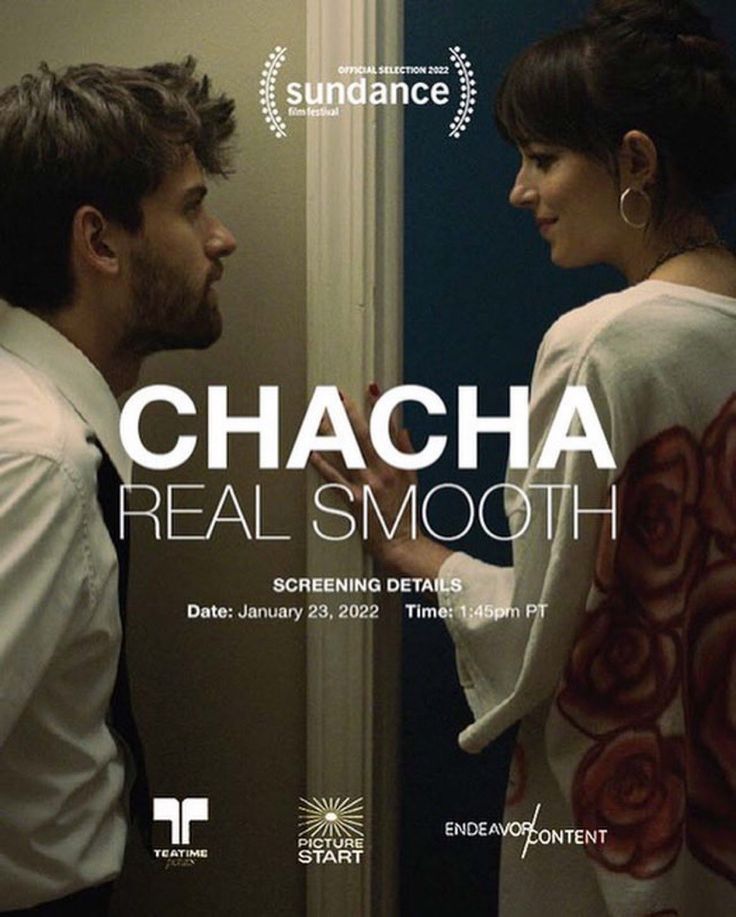 OFFICIAL SELECTION 2022
sundance
film festival
CHACHA
REAL SMOOTH
SCREENING DETAILS
Date: January 23, 2022 Time: 1:45pm PT
TEATIME
pictures
PICTURE
START
ENDEAVOR
CONTENT